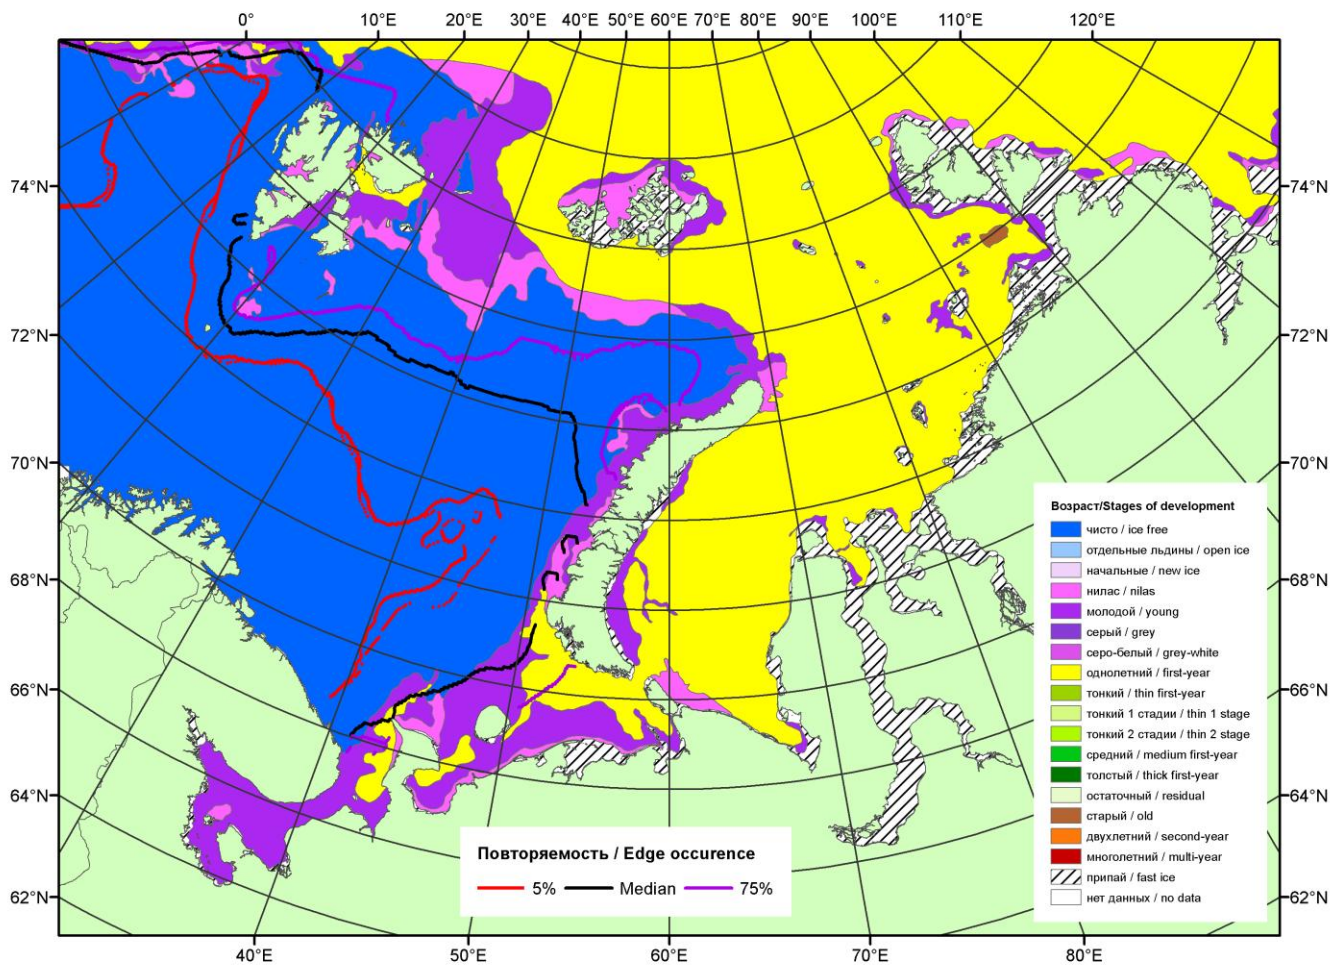 0° 10°E 20°E 30°E 40°E 50°E 60°E 70°E 80°E 90°E 100°E 110°E 120°E
74°N 74°N
72°N 72°N
70°N 70°N
Возраст/Stages of development
чисто / ice free
отдельные льдины / open ice
начальные / new ice
68°N 68°N
нилас / nilas
молодой / young
серый / grey
серо-белый / grey-white
однолетний / first-year
66°N 66°N
тонкий / thin first-year
тонкий 1 стадии / thin 1 stage
тонкий 2 стадии / thin 2 stage
средний / medium first-year
толстый / thick first-year
64°N 64°N
остаточный / residual
старый / old
двухлетний / second-year
многолетний / multi-year
припай / fast ice
62°N 62°N
нет данных / no data
Повторяемость / Edge occurence
5% Median 75%
40°E 50°E 60°E 70°E 80°E